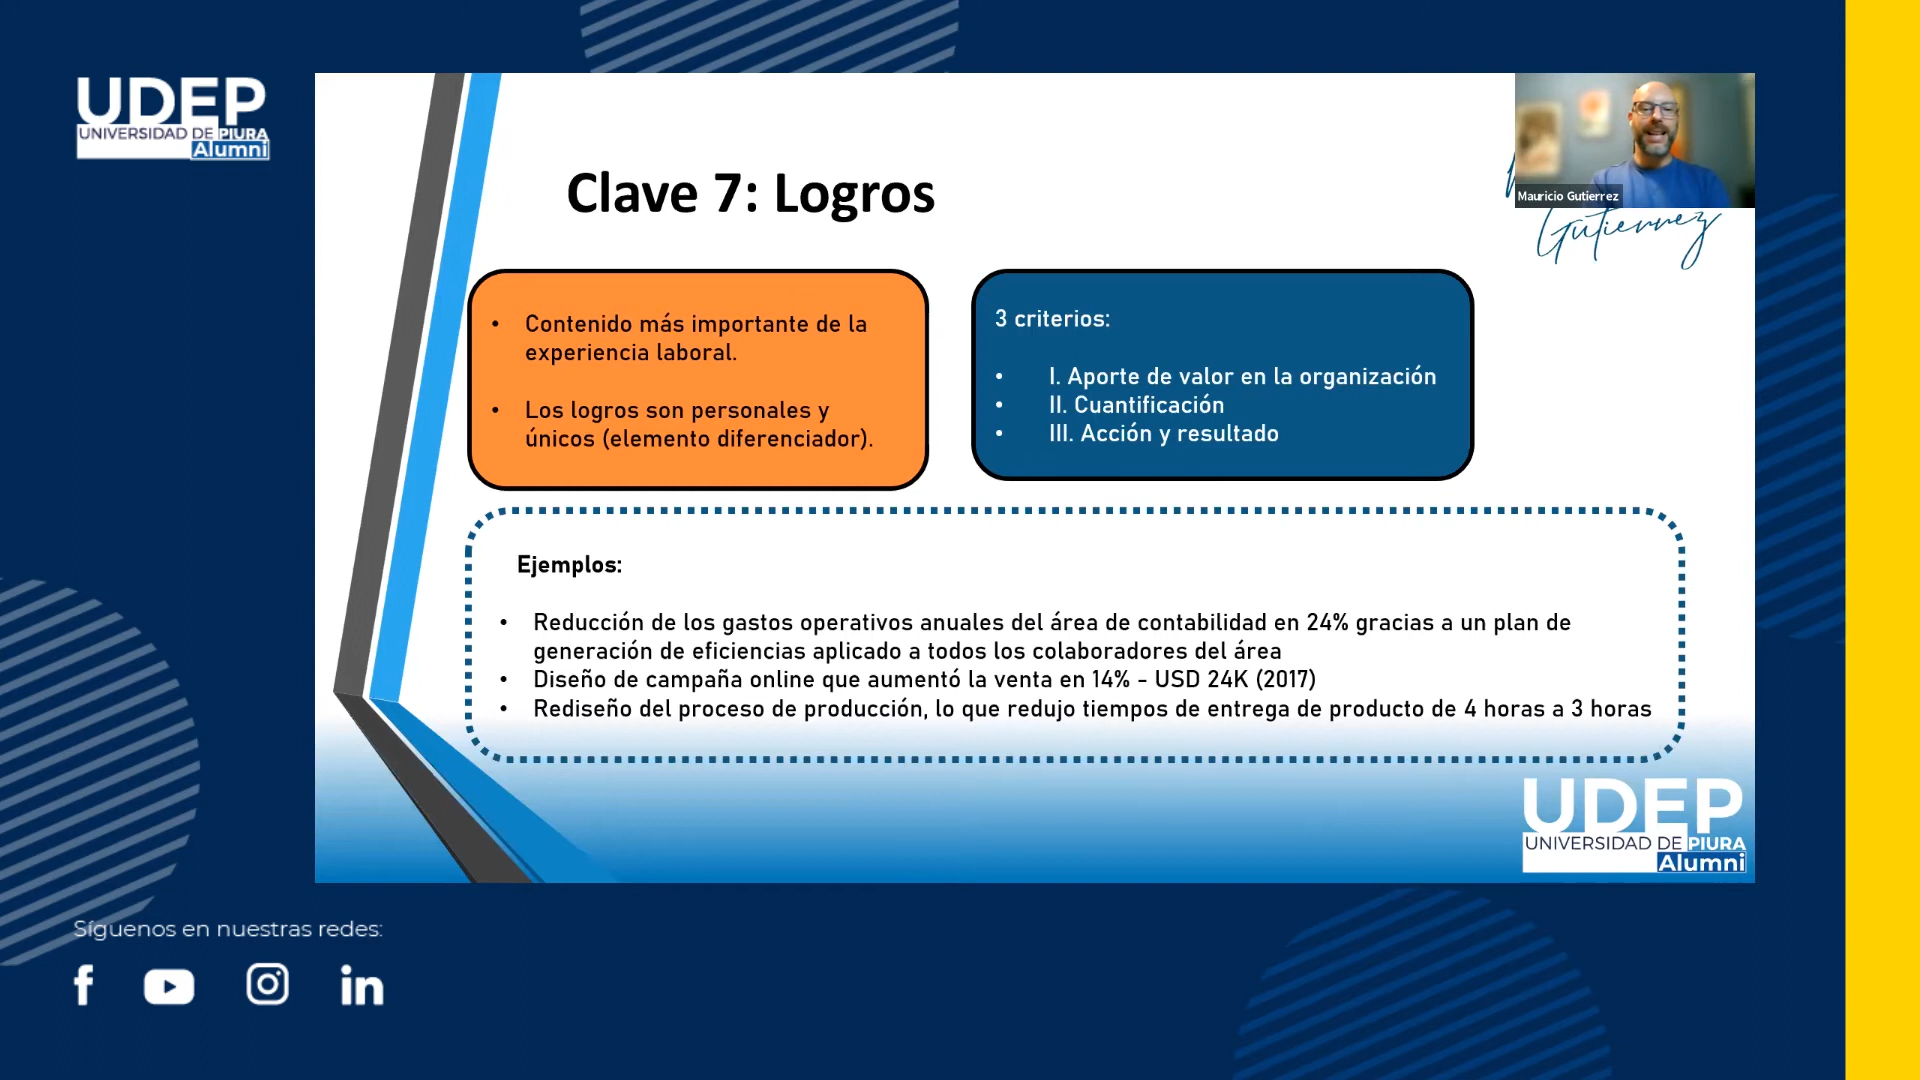 UDEP
UNIVERSIDAD DE PIURA
Alumni
Clave 7: Logros
Mauricio Gutierrez
Gutierrez
• Contenido más importante de la
experiencia laboral.
• Los logros son personales y
únicos (elemento diferenciador).
3 criterios:
• I. Aporte de valor en la organización
• II. Cuantificación
• III. Acción y resultado
Ejemplos:
• Reducción de los gastos operativos anuales del área de contabilidad en 24% gracias a un plan de
generación de eficiencias aplicado a todos los colaboradores del área
• Diseño de campaña online que aumentó la venta en 14% - USD 24K (2017)
• Rediseño del proceso de producción, lo que redujo tiempos de entrega de producto de 4 horas a 3 horas
UDEP
UNIVERSIDAD DE PIURA
Alumni
Síguenos en nuestras redes: